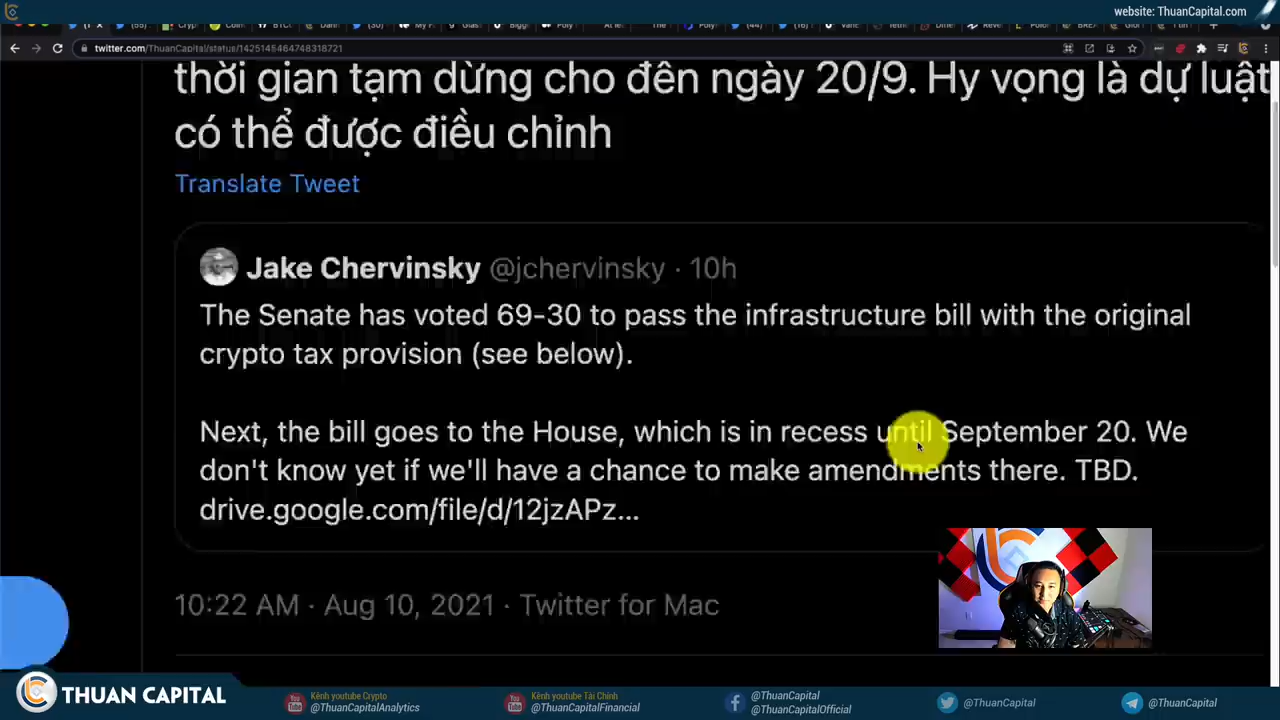 website: ThuanCapital.com
twitter.com/ThuanCapital/status/1425145464748318721
thời gian tạm dừng cho đên ngày 20/9. Hy vọng là dự luật
có thể được điều chỉnh
Translate Tweet
Jake Chervinsky @jchervinsky · 10h
The Senate has voted 69-30 to pass the infrastructure bill with the original
crypto tax provision (see below).
Next, the bill goes to the House, which is in recess until September 20. We
don't know yet if we'll have a chance to make amendments there. TBD.
drive.google.com/file/d/12jzAPz...
10:22 AM · Aug 10, 2021 · Twitter for Mac
THUAN CAPITAL
Kênh youtube Crypto
@ThuanCapitalAnalytics
Kênh youtube Tài Chính
@ThuanCapitalFinancial
@ThuanCapital
@ThuanCapitalOfficial
@ThuanCapital
@ThuanCapital